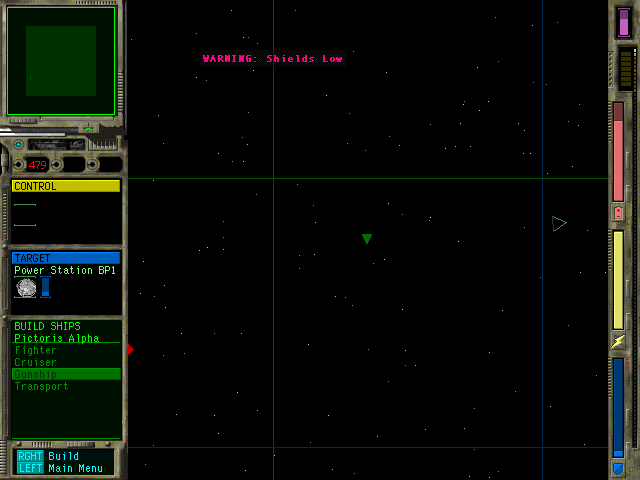 WARNING: Shields Low
479
CONTROL
TARGET
Power Station BP1
BUILD SHIPS
Pictoris Alpha
Fighter
Cruiser
Gunship
Transport
RGHT Build
LEFT Main Menu